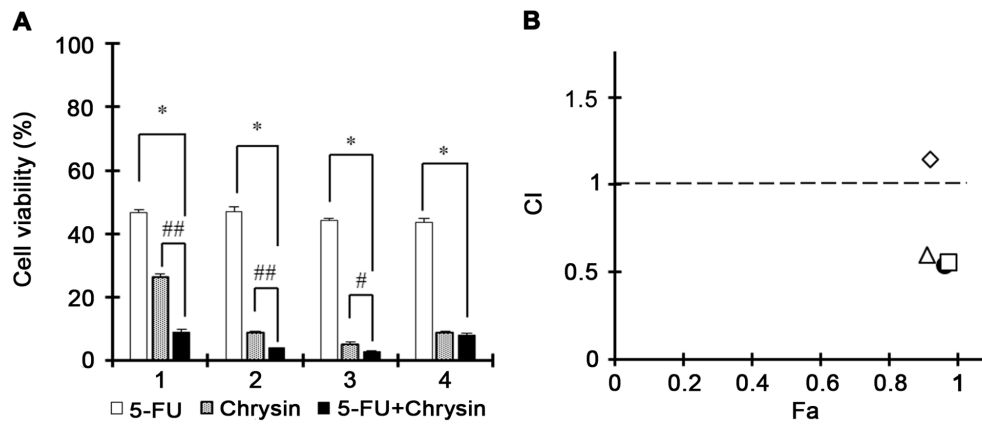 A
Cell viability (%)
100
80
60
40
20
0
*
*
*
*
##
##
#
1 2 3 4
5-FU Chrysin 5-FU+Chrysin
B
CI
1.5
1
0.5
0
0 0.2 0.4 0.6 0.8 1
Fa